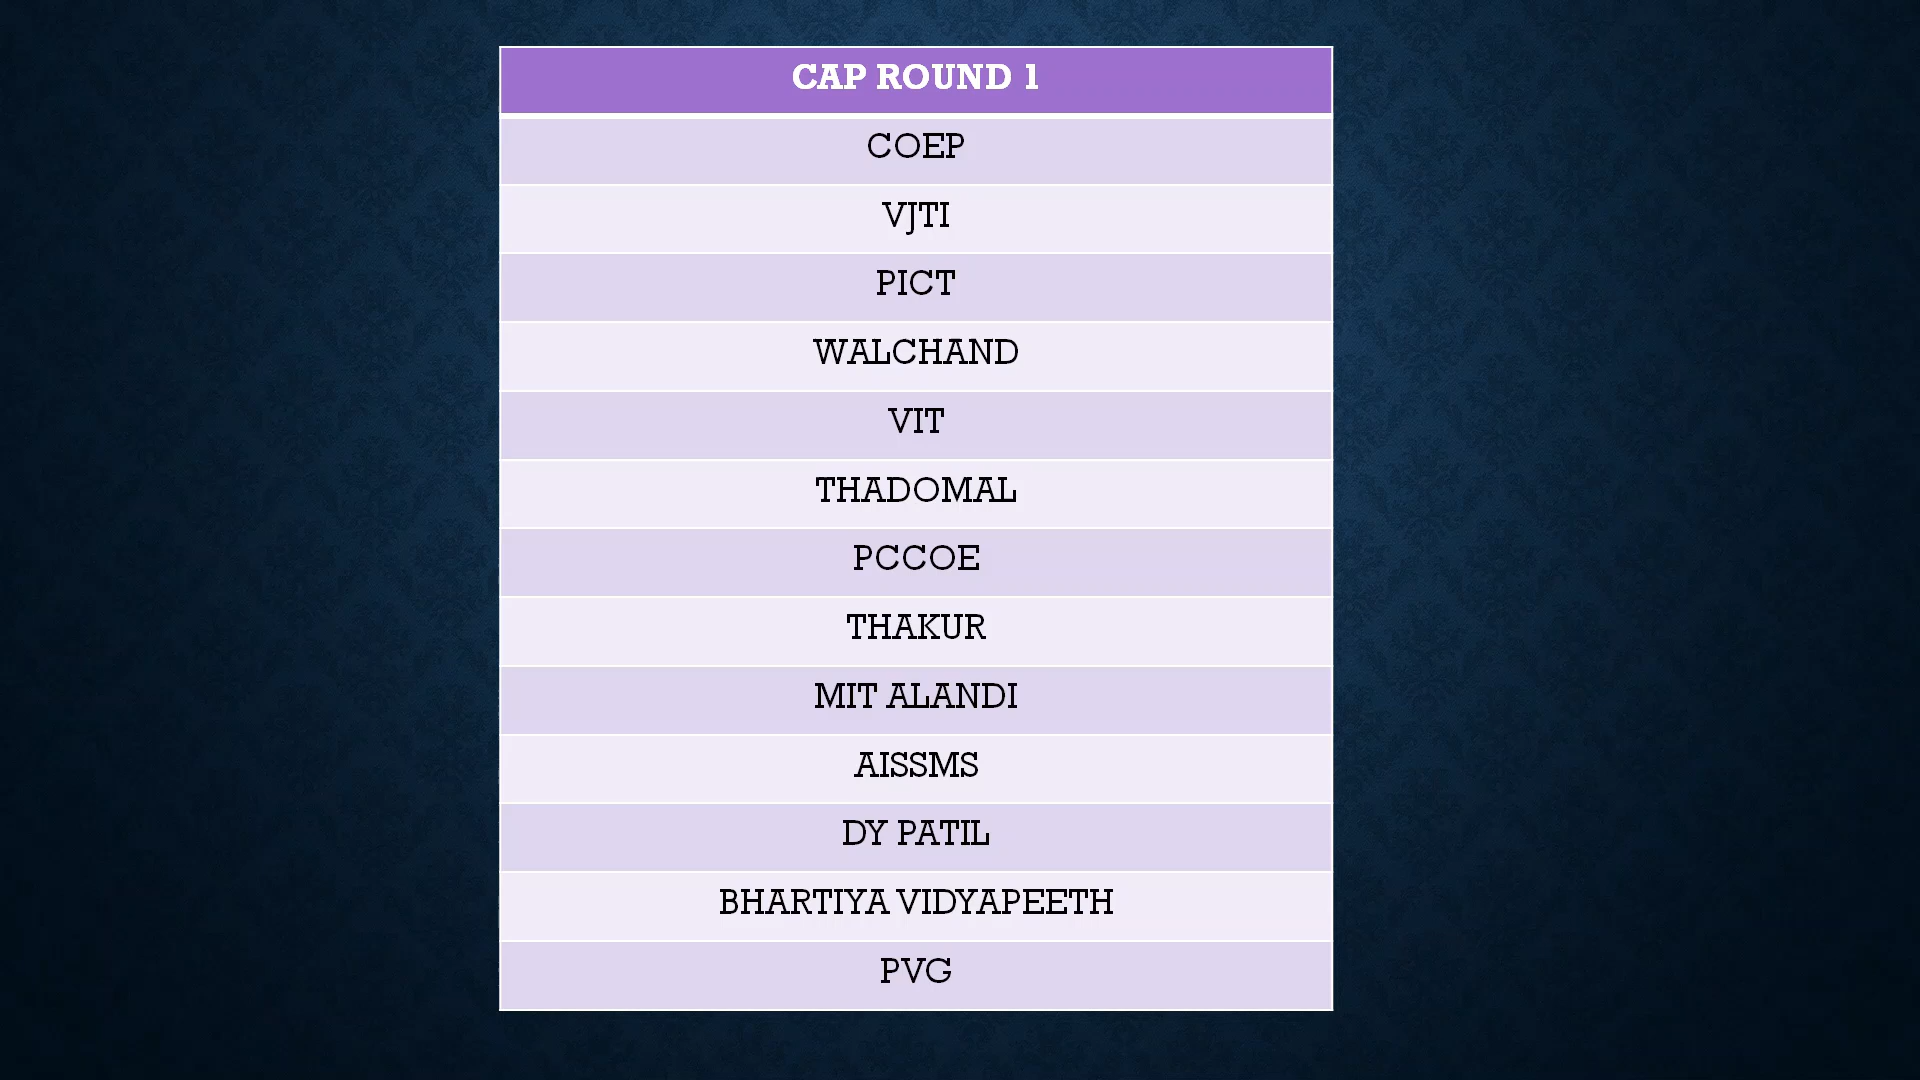 CAP ROUND 1
COEP
VJTI
PICT
WALCHAND
VIT
THADOMAL
PCCOE
THAKUR
MIT ALANDI
AISSMS
DY PATIL
BHARTIYA VIDYAPEETH
PVG